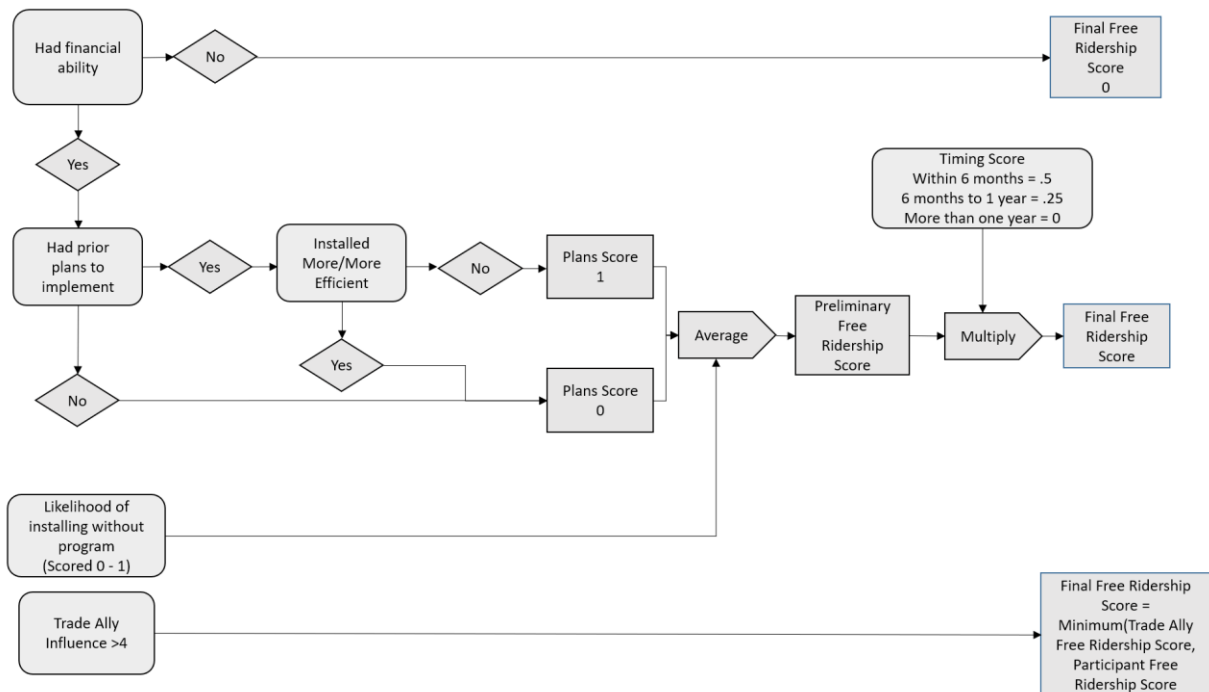 Had financial
ability
No
Final Free
Ridership
Score
0
Yes
Timing Score
Within 6 months = .5
6 months to 1 year = .25
More than one year = 0
Had prior
plans to
implement
Yes
Installed
More/More
Efficient
No
Plans Score
1
Average
Preliminary
Free
Ridership
Score
Multiply
Final Free
Ridership
Score
Yes
No
Plans Score
0
Likelihood of
installing without
program
(Scored 0 - 1)
Trade Ally
Influence >4
Final Free Ridership
Score =
Minimum(Trade Ally
Free Ridership Score,
Participant Free
Ridership Score